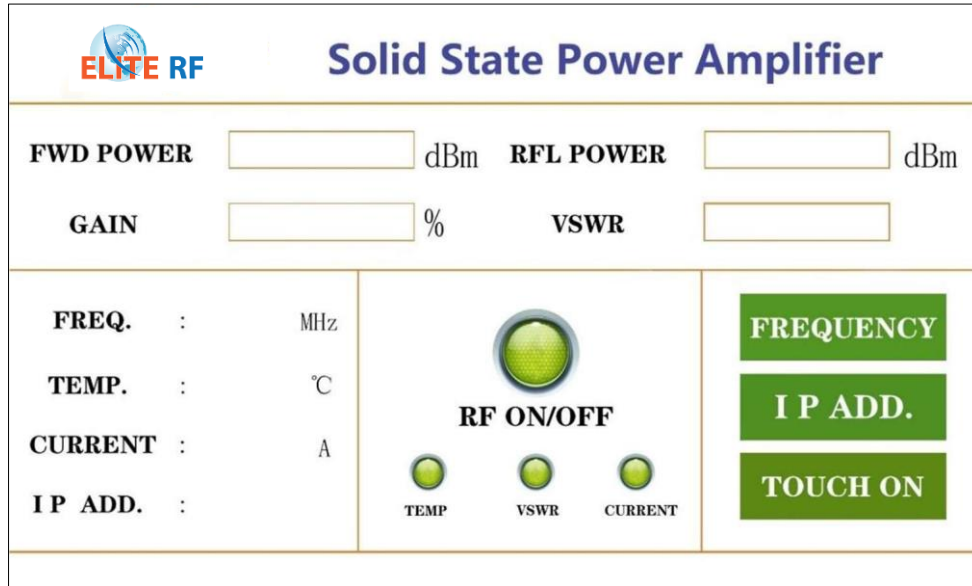 ELITE RF
Solid State Power Amplifier
FWD POWER dBm RFL POWER dBm
GAIN % VSWR
FREQ. : MHz
TEMP. : ℃
CURRENT : A
I P ADD. :
RF ON/OFF
TEMP VSWR CURRENT
FREQUENCY
I P ADD.
TOUCH ON